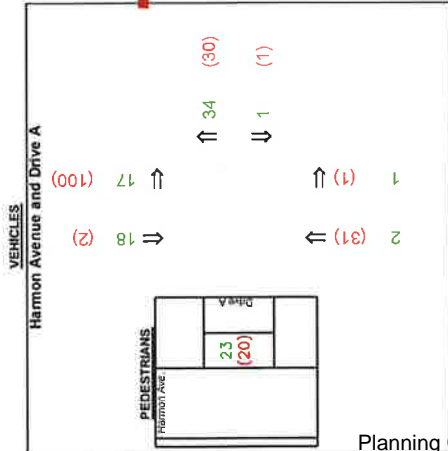 VEHICLES
Harmon Avenue and Drive A
(2)
18
(100)
17
34
(30)
1
(1)
2
(31)
1
(1)
PEDESTRIANS
Harmon Ave.
Drive A
23
(20)
Planning